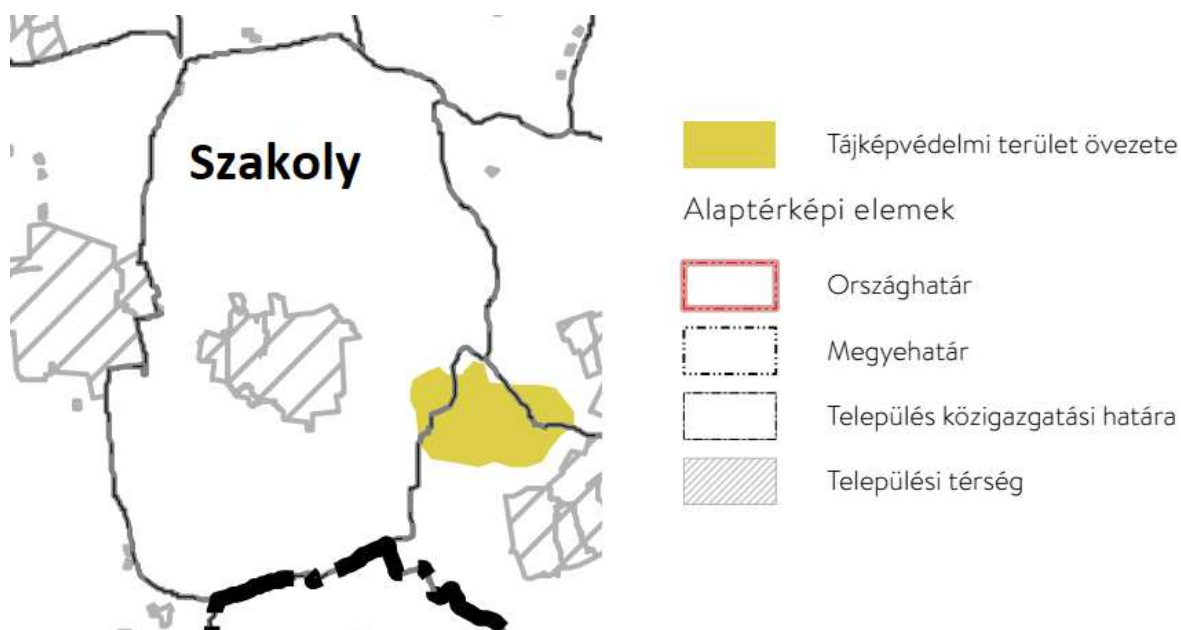 Szakoly
Tájképvédelmi terület övezete
Alaptérképi elemek
Országhatár
Megyehatár
Település közigazgatási határa
Települési térség